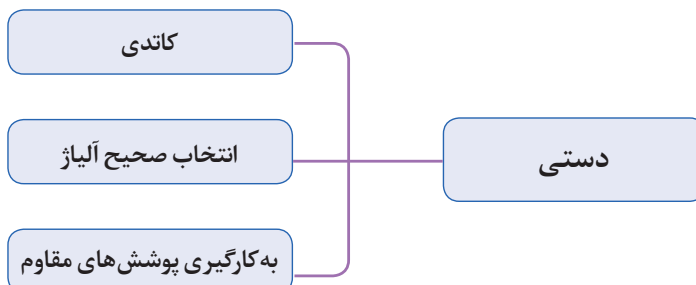 دستی
کاتدی
انتخاب صحیح آلیاژ
به‌کارگیری پوشش‌های مقاوم